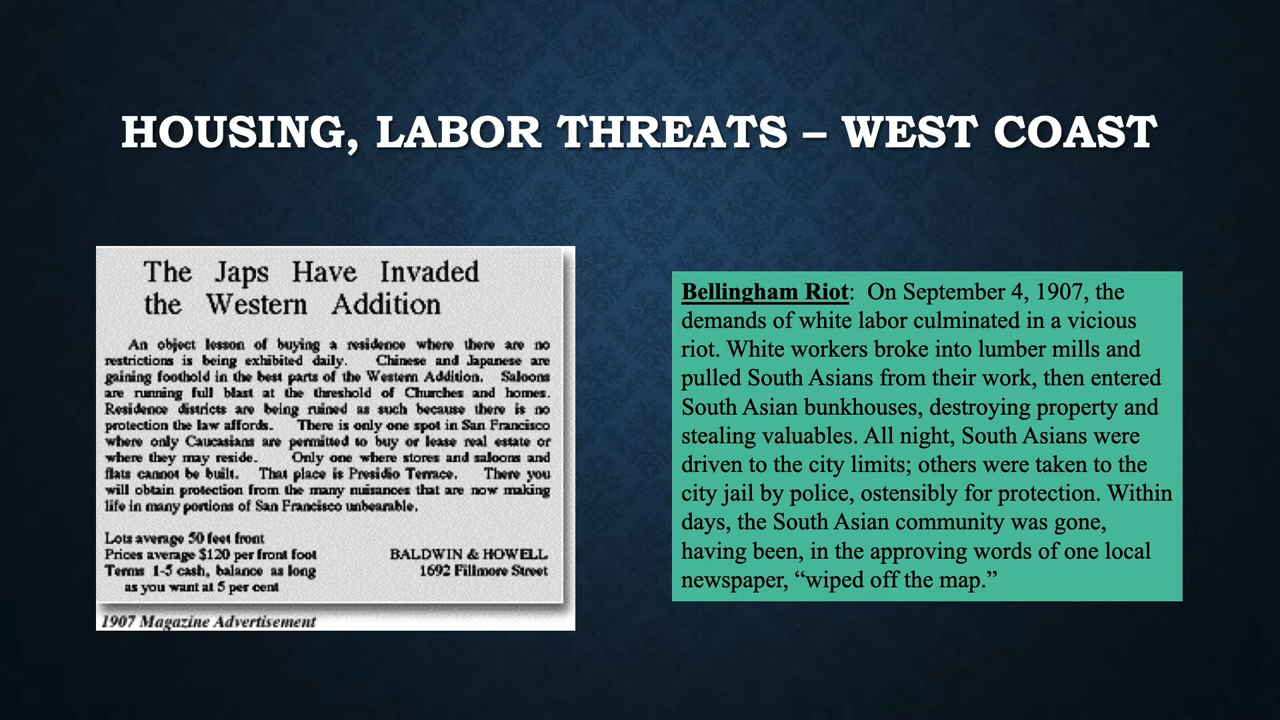 HOUSING, LABOR THREATS – WEST COAST
The Japs Have Invaded
the Western Addition
An object lesson of buying a residence where there are no
restrictions is being exhibited daily. Chinese and Japanese are
gaining foothold in the best parts of the Western Addition. Saloons
are running full blast at the threshold of Churches and homes.
Residence districts are being ruined as such because there is no
protection the law affords. There is only one spot in San Francisco
where only Caucasians are permitted to buy or lease real estate or
where they may reside. Only one where stores and saloons and
flats cannot be built. That place is Presidio Terrace. There you
will obtain protection from the many nuisances that are now making
life in many portions of San Francisco unbearable.
Lots average 50 feet front
Prices average $120 per front foot
Terms 1-5 cash, balance as long
as you want at 5 per cent
BALDWIN & HOWELL
1692 Fillmore Street
1907 Magazine Advertisement
Bellingham Riot: On September 4, 1907, the
demands of white labor culminated in a vicious
riot. White workers broke into lumber mills and
pulled South Asians from their work, then entered
South Asian bunkhouses, destroying property and
stealing valuables. All night, South Asians were
driven to the city limits; others were taken to the
city jail by police, ostensibly for protection. Within
days, the South Asian community was gone,
having been, in the approving words of one local
newspaper, “wiped off the map.”